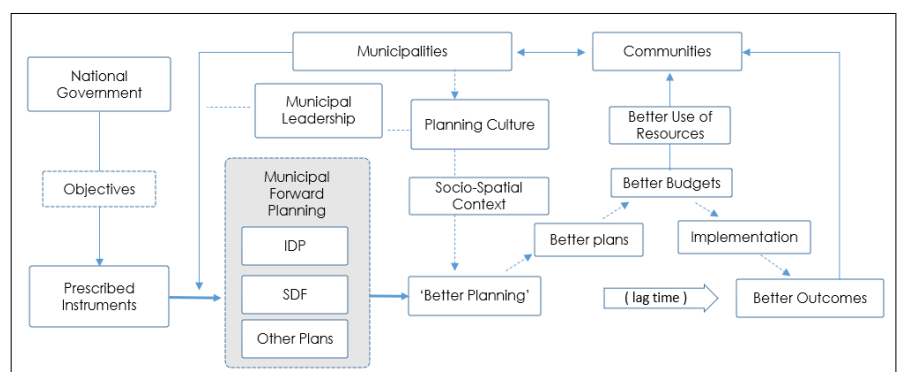 Municipalities
Communities
National
Government
Municipal
Leadership
Planning Culture
Better Use of
Resources
Municipal
Forward
Planning
Objectives
Socio-Spatial
Context
Better Budgets
IDP
Better plans
Implementation
Prescribed
Instruments
SDF
'Better Planning'
( lag time )
Better Outcomes
Other Plans